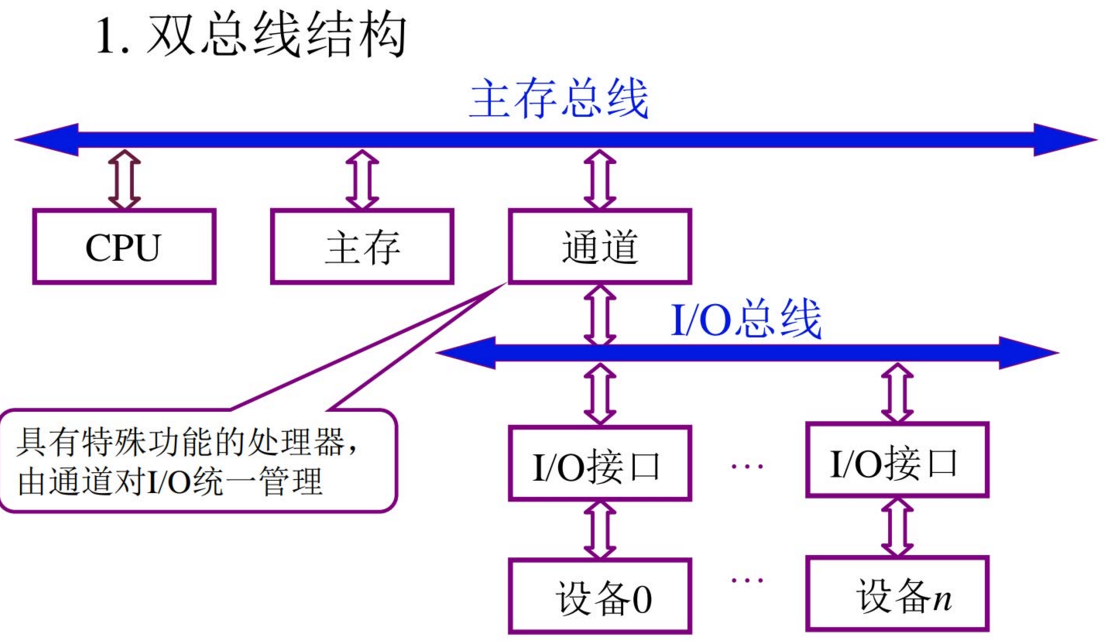 1. 双总线结构
主存总线
CPU
主存
通道
I/O总线
具有特殊功能的处理器，
由通道对I/O统一管理
I/O接口
…
I/O接口
设备0
…
设备n